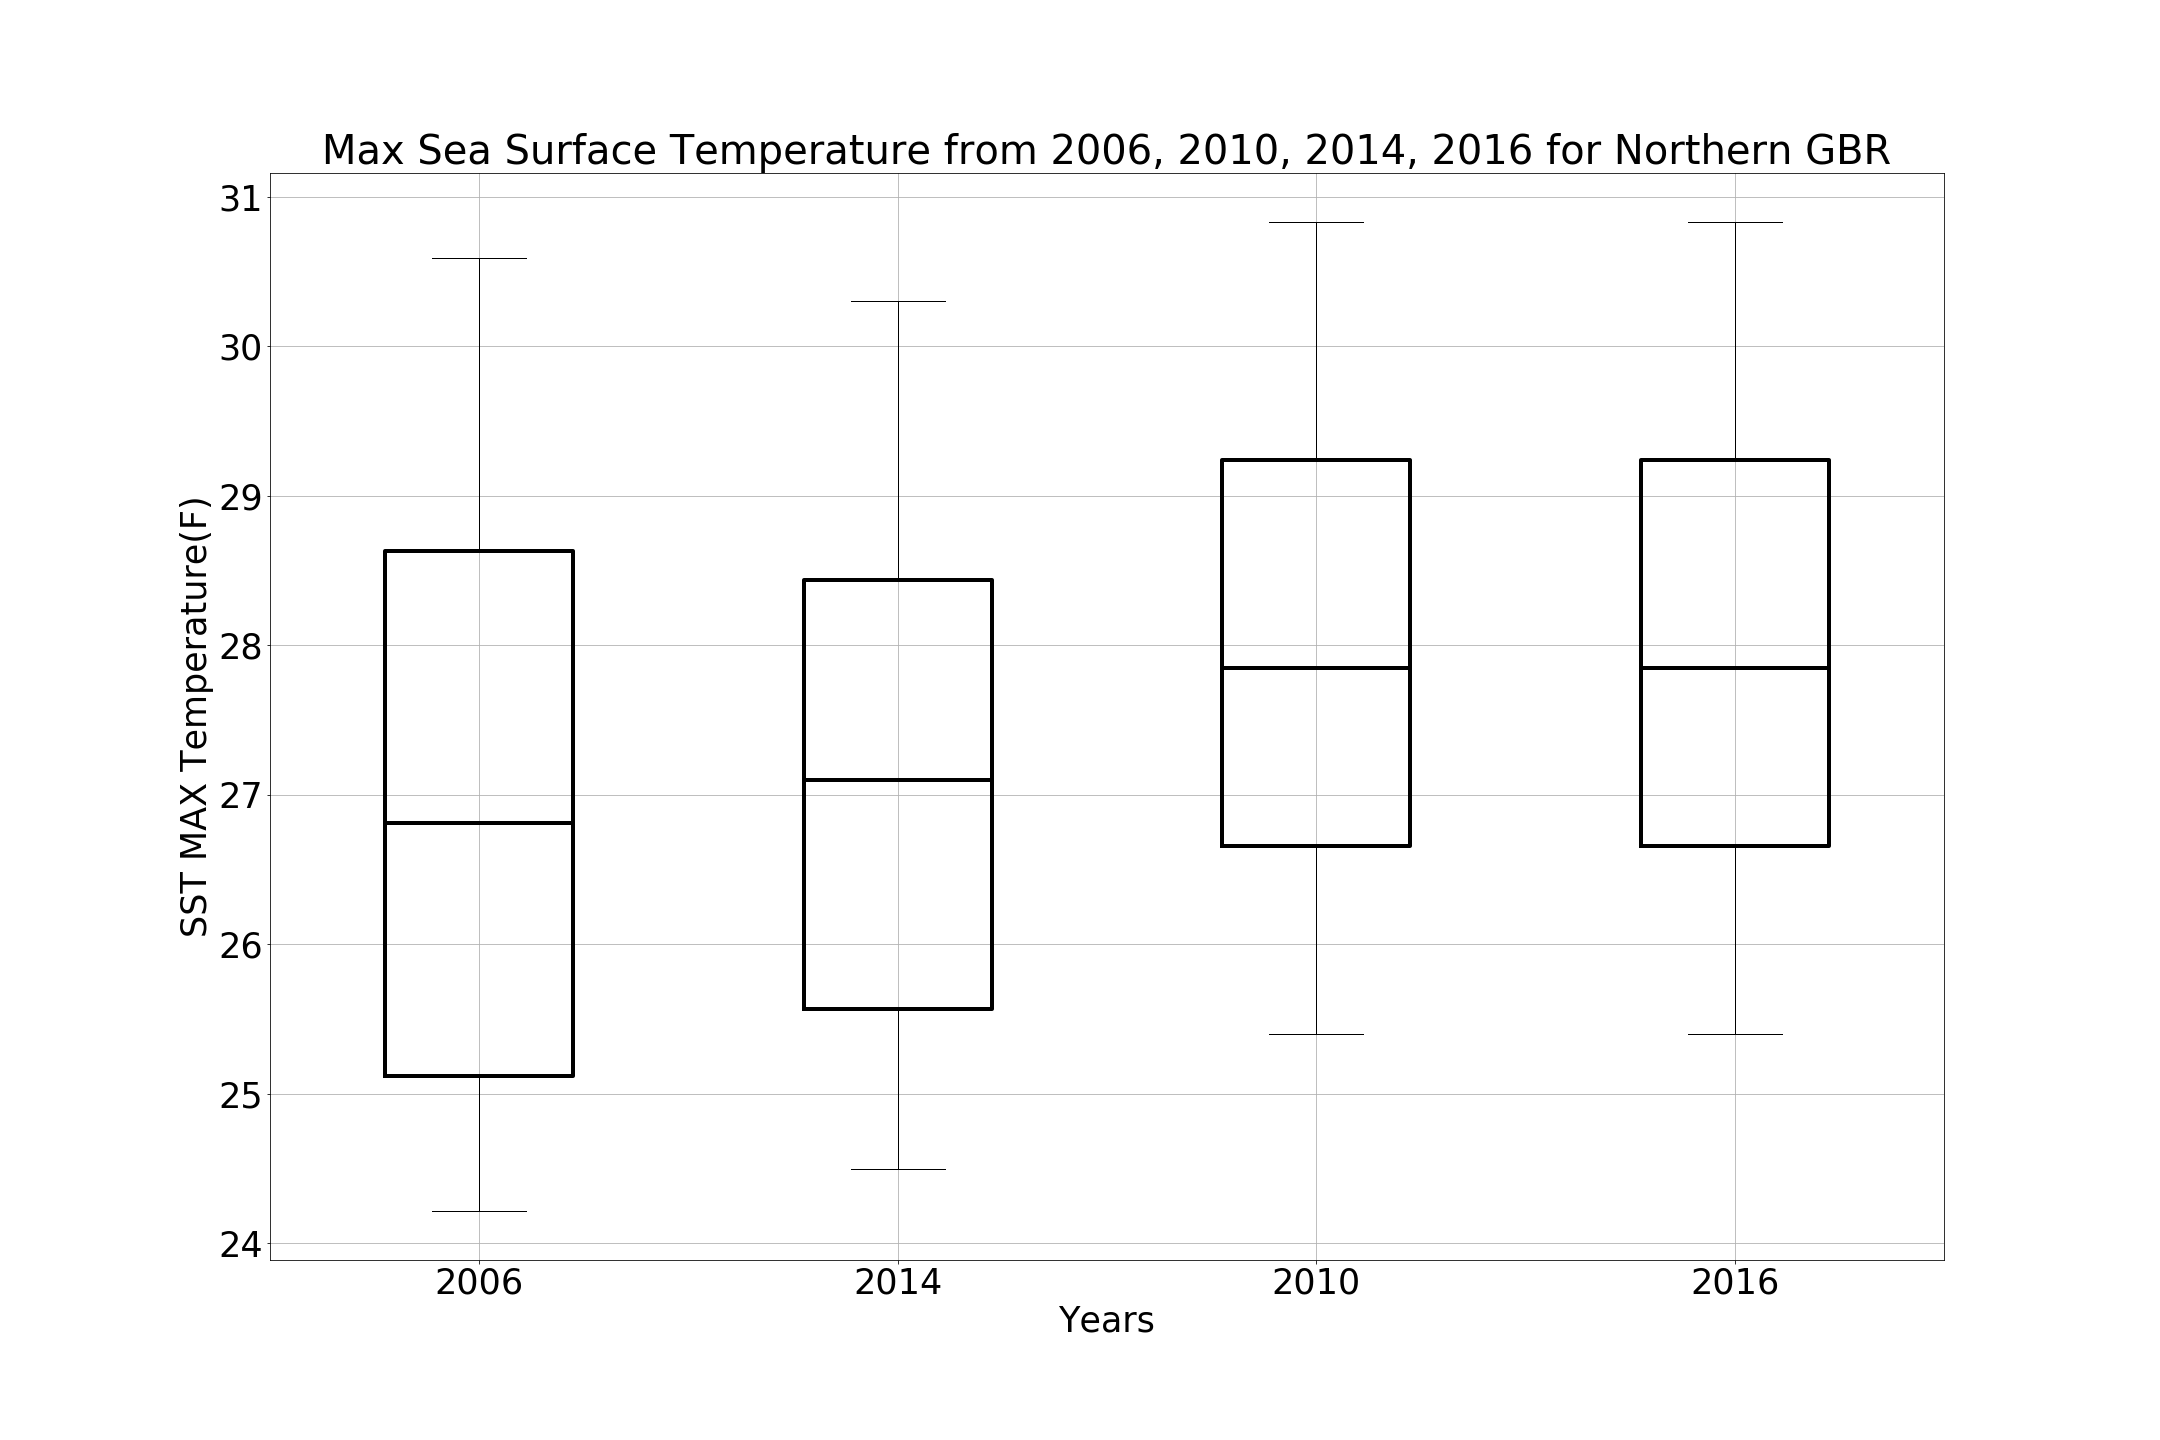 Max Sea Surface Temperature from 2006, 2010, 2014, 2016 for Northern GBR
SST MAX Temperature(F)
31
30
29
28
27
26
25
24
2006 2014 2010 2016
Years